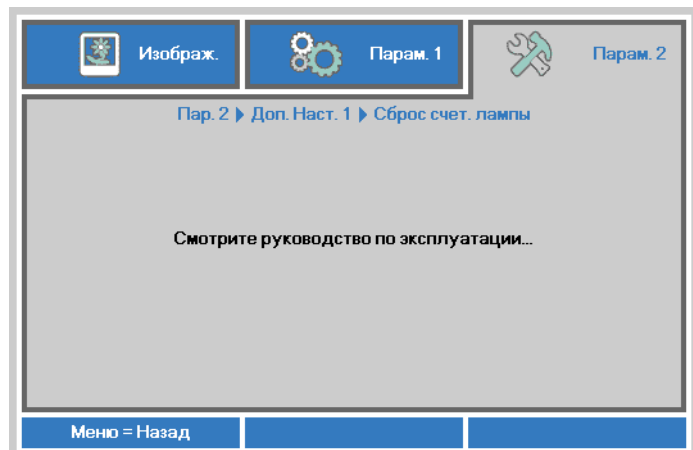 Изображ.
Парам. 1
Парам. 2
Пар. 2 ▶ Доп. Наст. 1 ▶ Сброс счет. лампы
Смотрите руководство по эксплуатации...
Меню = Назад